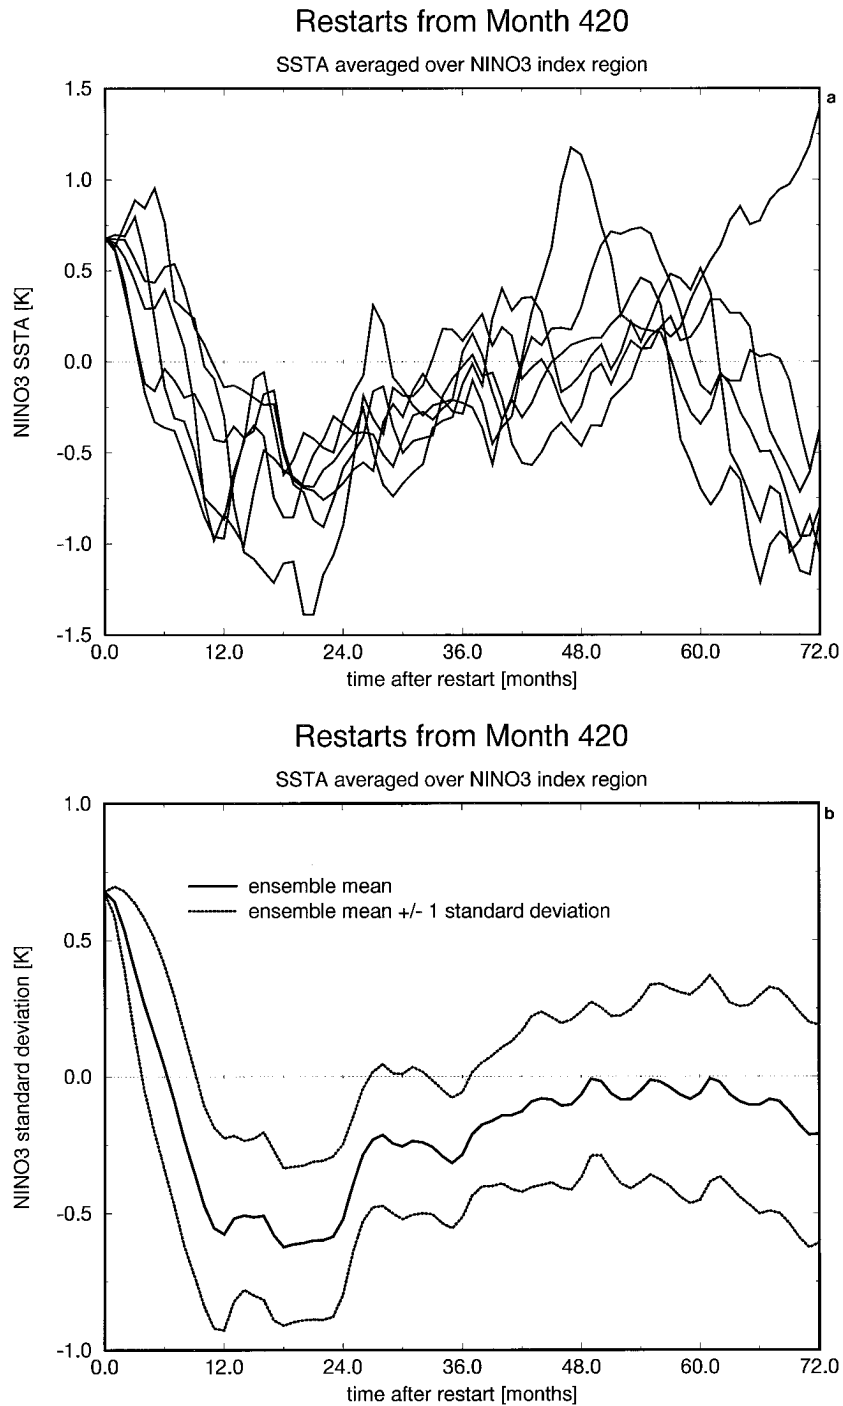 Restarts from Month 420
SSTA averaged over NINO3 index region
a
1.5
1.0
0.5
0.0
-0.5
-1.0
-1.5
NINO3 SSTA [K]
0.0 12.0 24.0 36.0 48.0 60.0 72.0
time after restart [months]
Restarts from Month 420
SSTA averaged over NINO3 index region
b
1.0
0.5
0.0
-0.5
-1.0
NINO3 standard deviation [K]
ensemble mean
ensemble mean +/- 1 standard deviation
0.0 12.0 24.0 36.0 48.0 60.0 72.0
time after restart [months]